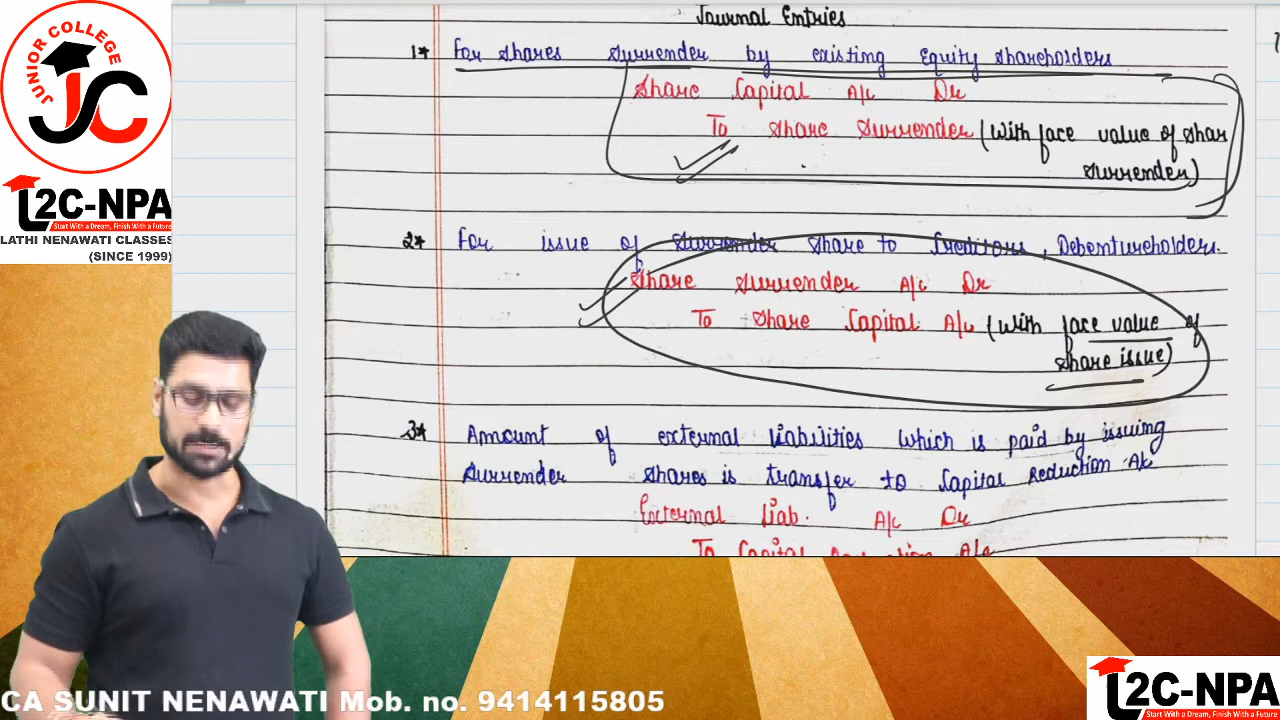 JUNIOR COLLEGE
JC
L2C-NPA
Start With a Dream, Finish With a Future
LATHI NENAWATI CLASSES
(SINCE 1999)
Journal Entries
1* For shares surrender by existing Equity shareholders
Share Capital A/c Dr
To share surrender (With face value of shar
surrender)
2* For issue of surrender share to Creditors, Debentureholders.
Share surrender A/c Dr
To share Capital A/c (With face value of
share issue)
3* Amount of external liabilities which is paid by issuing
surrender shares is transfer to Capital Reduction A/c
External Liab. A/c Dr
To Capital A/c
CA SUNIT NENAWATI Mob. no. 9414115805
L2C-NPA
Start With a Dream, Finish With a Future